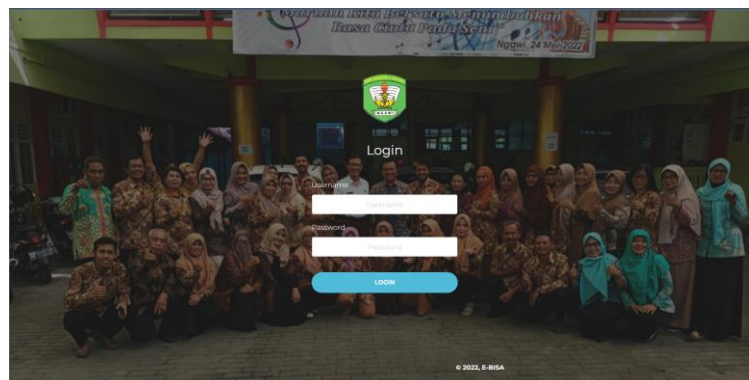 Kita Bersatu Menumbuhkan
Rasa Cinta Pada Seni
Ngawi, 24 Mei 2022
Login
Username
Username
Password
Password
LOGIN
© 2022, E-BISA